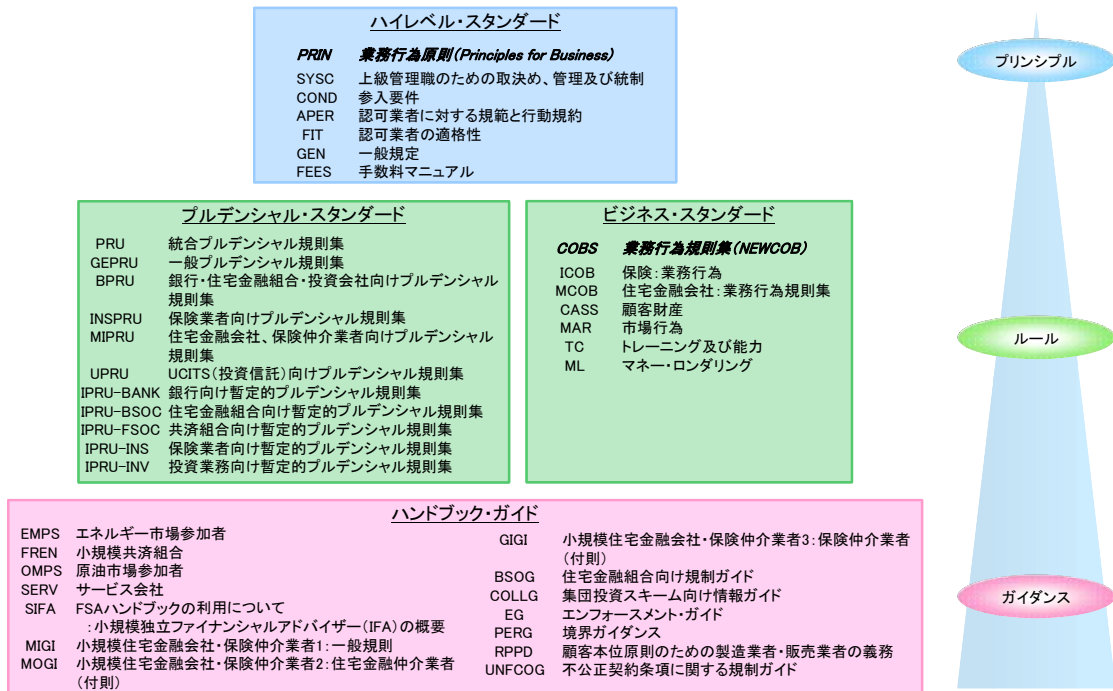 ハイレベル・スタンダード
PRIN 業務行為原則(Principles for Business)
SYSC 上級管理職のための取決め、管理及び統制
COND 参入要件
APER 認可業者に対する規範と行動規約
FIT 認可業者の適格性
GEN 一般規定
FEES 手数料マニュアル
プルデンシャル・スタンダード
PRU 統合プルデンシャル規則集
GEPRU 一般プルデンシャル規則集
BPRU 銀行・住宅金融組合・投資会社向けプルデンシャル
規則集
INSPRU 保険業者向けプルデンシャル規則集
MIPRU 住宅金融会社、保険仲介業者向けプルデンシャル
規則集
UPRU UCITS(投資信託)向けプルデンシャル規則集
IPRU-BANK 銀行向け暫定的プルデンシャル規則集
IPRU-BSOC 住宅金融組合向け暫定的プルデンシャル規則集
IPRU-FSOC 共済組合向け暫定的プルデンシャル規則集
IPRU-INS 保険業者向け暫定的プルデンシャル規則集
IPRU-INV 投資業務向け暫定的プルデンシャル規則集
ビジネス・スタンダード
COBS 業務行為規則集(NEWCOB)
ICOB 保険:業務行為
MCOB 住宅金融会社:業務行為規則集
CASS 顧客財産
MAR 市場行為
TC トレーニング及び能力
ML マネー・ロンダリング
ハンドブック・ガイド
EMPS エネルギー市場参加者
FREN 小規模共済組合
OMPS 原油市場参加者
SERV サービス会社
SIFA FSAハンドブックの利用について
:小規模独立ファイナンシャルアドバイザー(IFA)の概要
MIGI 小規模住宅金融会社・保険仲介業者1:一般規則
MOGI 小規模住宅金融会社・保険仲介業者2:住宅金融仲介業者
(付則)
GIGI 小規模住宅金融会社・保険仲介業者3:保険仲介業者
(付則)
BSOG 住宅金融組合向け規制ガイド
COLLG 集団投資スキーム向け情報ガイド
EG エンフォースメント・ガイド
PERG 境界ガイダンス
RPPD 顧客本位原則のための製造業者・販売業者の義務
UNFCOG 不公正契約条項に関する規制ガイド
プリンシプル
ルール
ガイダンス